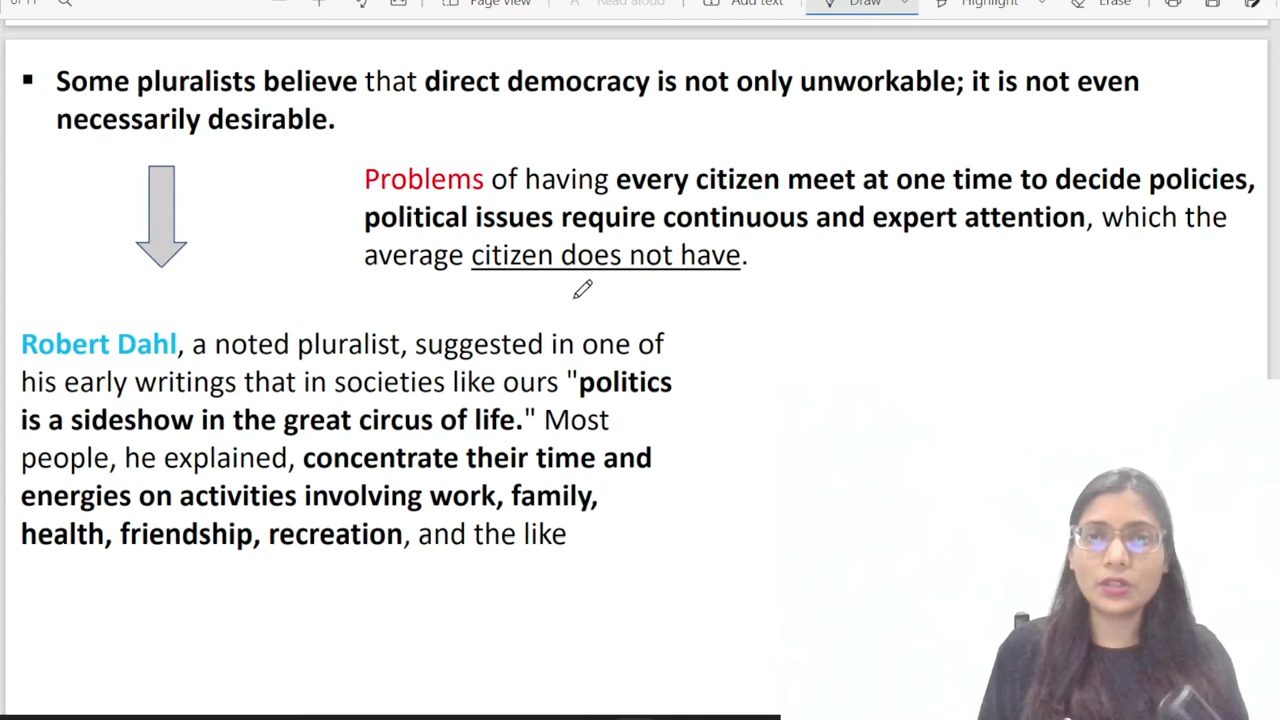 Page view
Read aloud
Add text
Draw
Highlight
Erase
▪ Some pluralists believe that direct democracy is not only unworkable; it is not even
necessarily desirable.
Problems of having every citizen meet at one time to decide policies,
political issues require continuous and expert attention, which the
average citizen does not have.
Robert Dahl, a noted pluralist, suggested in one of
his early writings that in societies like ours "politics
is a sideshow in the great circus of life." Most
people, he explained, concentrate their time and
energies on activities involving work, family,
health, friendship, recreation, and the like